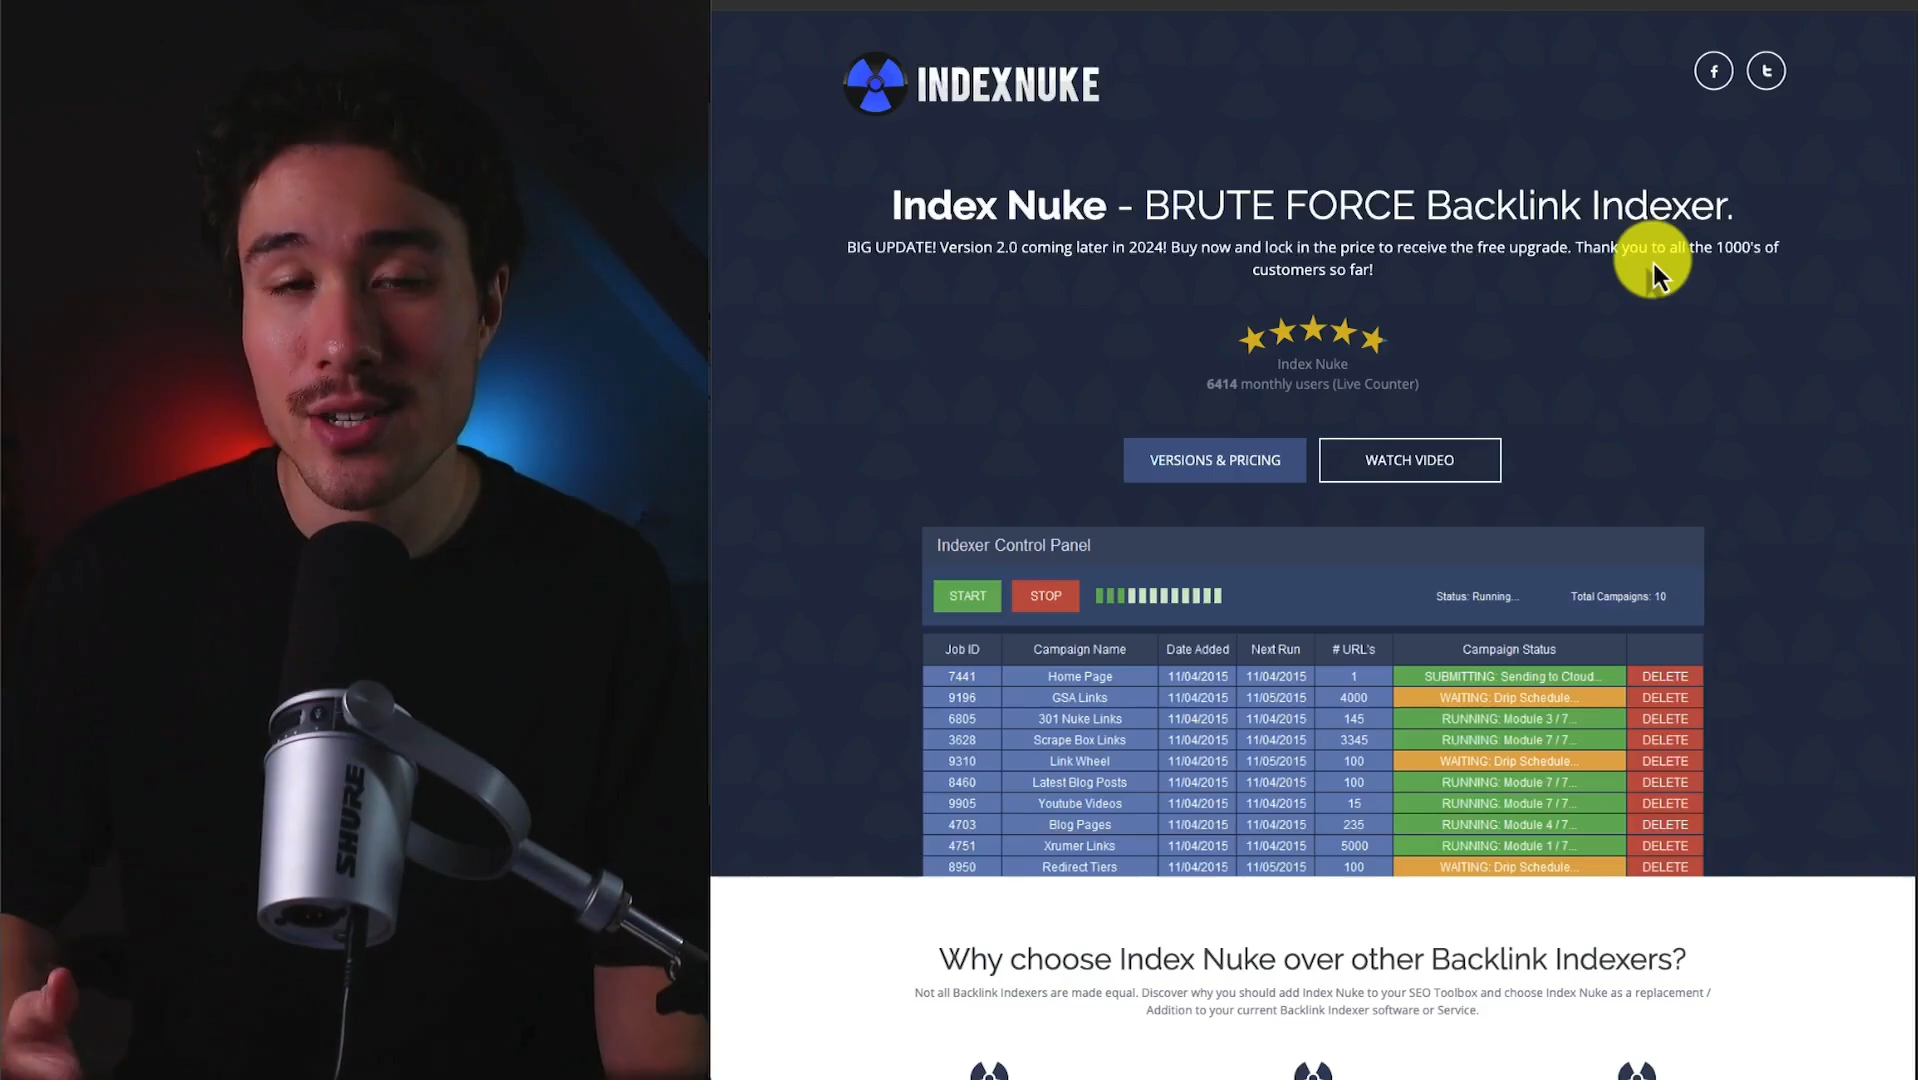 INDEXNUKE
Index Nuke - BRUTE FORCE Backlink Indexer.
BIG UPDATE! Version 2.0 coming later in 2024! Buy now and lock in the price to receive the free upgrade. Thank you to all the 1000's of
customers so far!
Index Nuke
6414 monthly users (Live Counter)
VERSIONS & PRICING WATCH VIDEO
Indexer Control Panel
START STOP Status: Running... Total Campaigns: 10
Job ID Campaign Name Date Added Next Run # URL's Campaign Status
7441 Home Page 11/04/2015 11/04/2015 1 SUBMITTING: Sending to Cloud... DELETE
9196 GSA Links 11/04/2015 11/05/2015 4000 WAITING: Drip Schedule... DELETE
6805 301 Nuke Links 11/04/2015 11/04/2015 145 RUNNING: Module 3 / 7... DELETE
3628 Scrape Box Links 11/04/2015 11/04/2015 3345 RUNNING: Module 7 / 7... DELETE
9310 Link Wheel 11/04/2015 11/05/2015 100 WAITING: Drip Schedule... DELETE
8460 Latest Blog Posts 11/04/2015 11/04/2015 100 RUNNING: Module 7 / 7... DELETE
9905 Youtube Videos 11/04/2015 11/04/2015 15 RUNNING: Module 7 / 7... DELETE
4703 Blog Pages 11/04/2015 11/04/2015 235 RUNNING: Module 4 / 7... DELETE
4751 Xrumer Links 11/04/2015 11/04/2015 5000 RUNNING: Module 1 / 7... DELETE
8950 Redirect Tiers 11/04/2015 11/05/2015 100 WAITING: Drip Schedule... DELETE
Why choose Index Nuke over other Backlink Indexers?
Not all Backlink Indexers are made equal. Discover why you should add Index Nuke to your SEO Toolbox and choose Index Nuke as a replacement /
Addition to your current Backlink Indexer software or Service.
SHURE